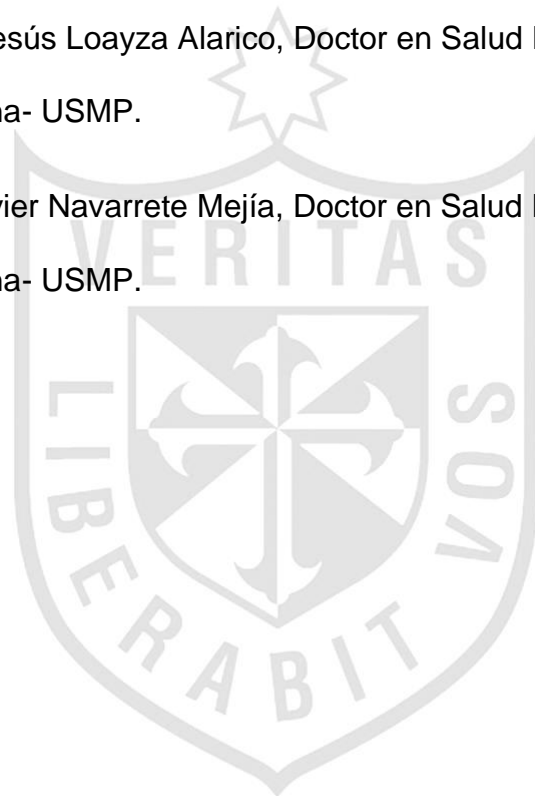 esús Loayza Alarico, Doctor en Salud
na- USMP.
vier Navarrete Mejía, Doctor en Salud
na- USMP.
VERITAS
LIBERABIT VOS